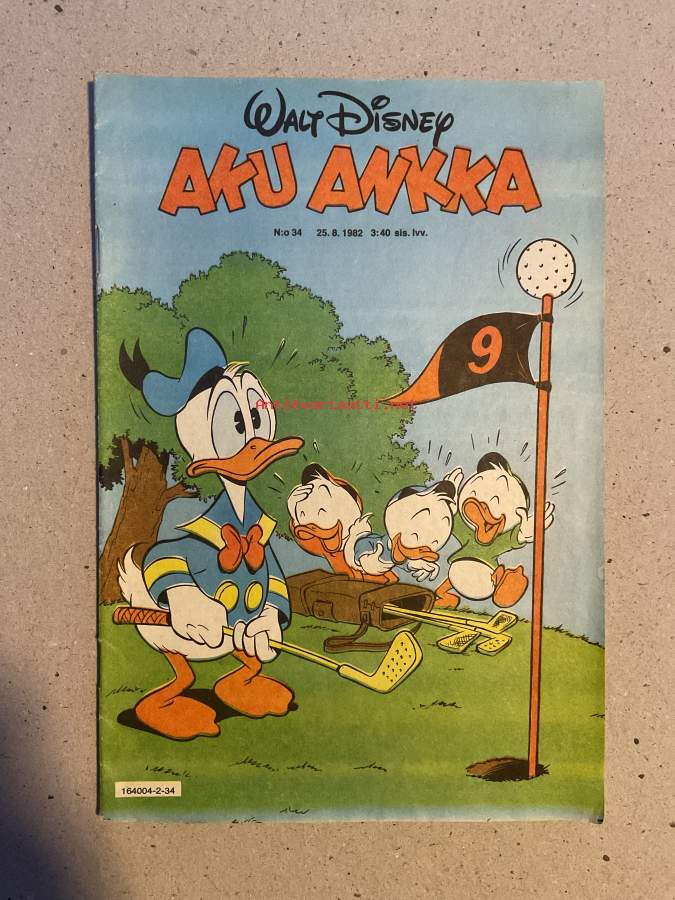 WALT DISNEY
AKU ANKKA
N:o 34 25. 8. 1982 3:40 sis. lvv.
9
Antikvariaatti.net
164004-2-34